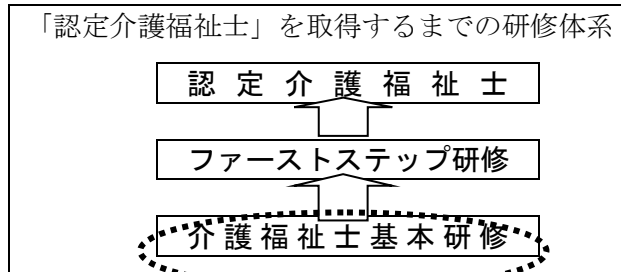 「認定介護福祉士」を取得するまでの研修体系
認定介護福祉士
ファーストステップ研修
介護福祉士基本研修